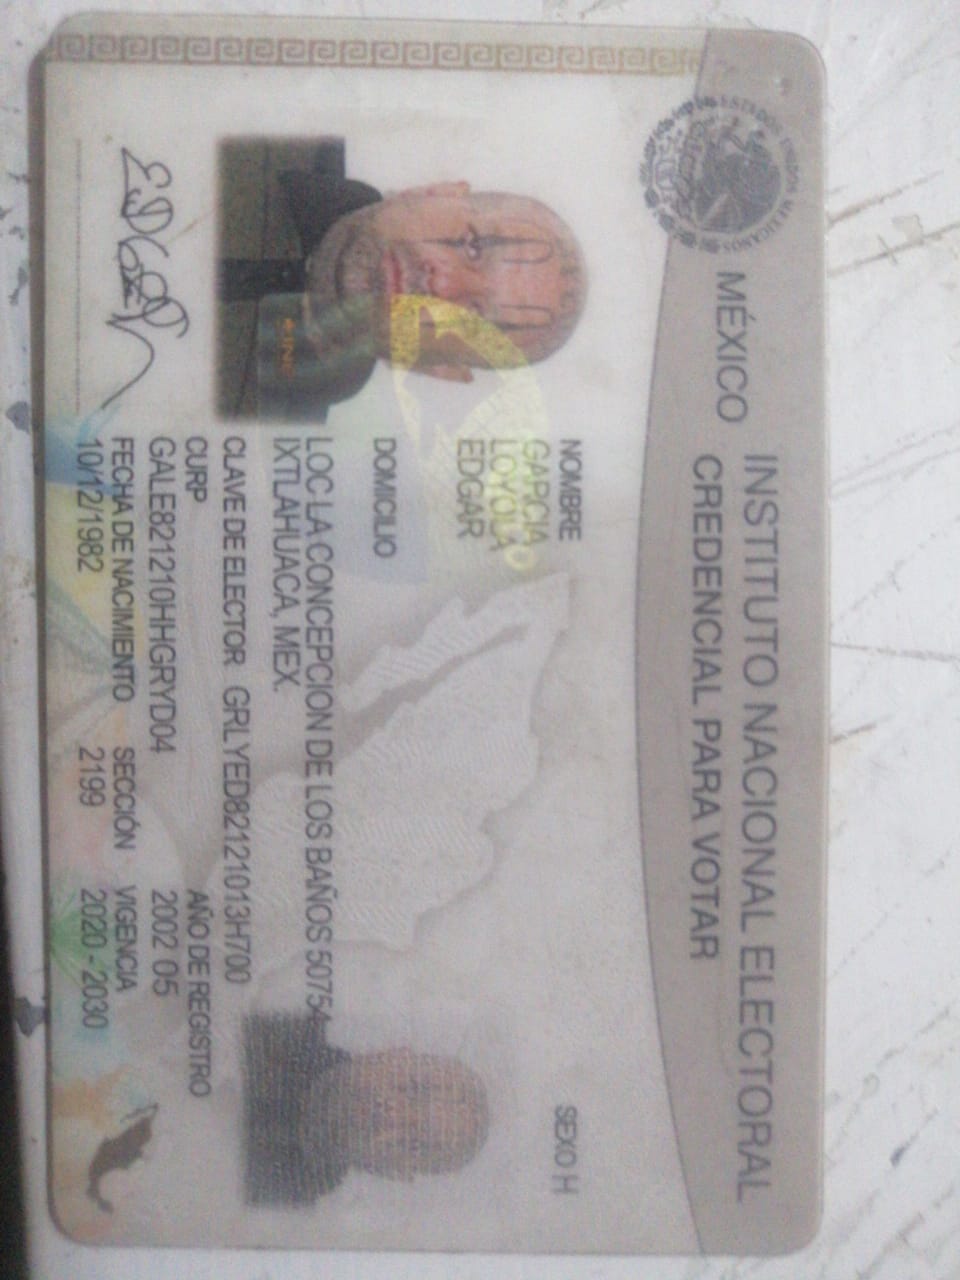 MÉXICO INSTITUTO NACIONAL ELECTORAL
CREDENCIAL PARA VOTAR
NOMBRE
GARCIA
LOYOLA
EDGAR
SEXO H
DOMICILIO
LOC LA CONCEPCION DE LOS BAÑOS 50754
IXTLAHUACA, MEX.
CLAVE DE ELECTOR GRLYED82121013H700
CURP
GALE821210HHGRYD04
AÑO DE REGISTRO
2002 05
FECHA DE NACIMIENTO
10/12/1982
SECCIÓN
2199
VIGENCIA
2020 - 2030
INE